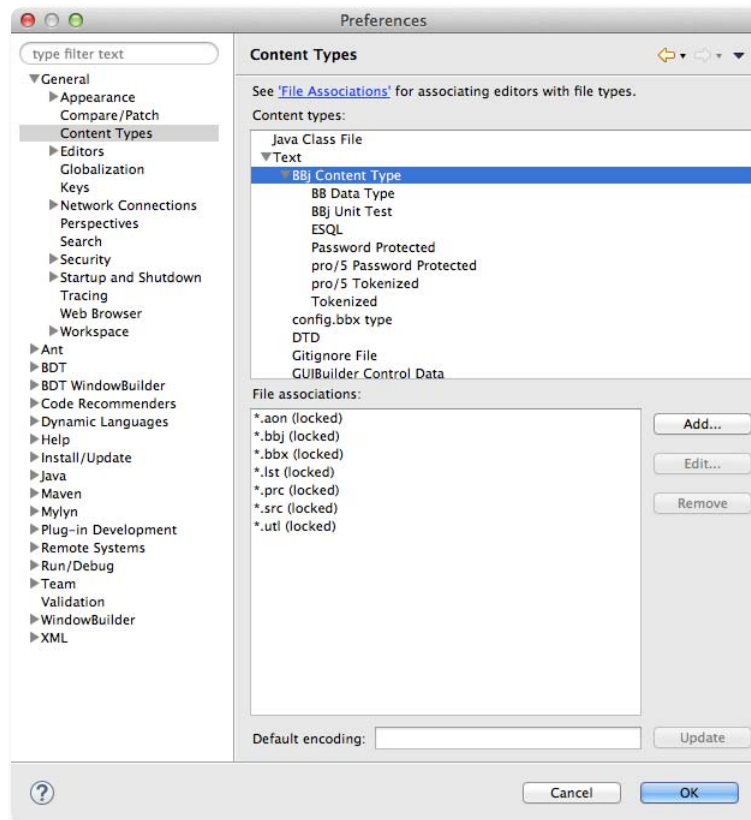 Preferences
type filter text
General
Appearance
Compare/Patch
Content Types
Editors
Globalization
Keys
Network Connections
Perspectives
Search
Security
Startup and Shutdown
Tracing
Web Browser
Workspace
Ant
BDT
BDT WindowBuilder
Code Recommenders
Dynamic Languages
Help
Install/Update
Java
Maven
Mylyn
Plug-in Development
Remote Systems
Run/Debug
Team
Validation
WindowBuilder
XML
Content Types
See 'File Associations' for associating editors with file types.
Content types:
Java Class File
Text
BBj Content Type
BB Data Type
BBj Unit Test
ESQL
Password Protected
pro/5 Password Protected
pro/5 Tokenized
Tokenized
config.bbx type
DTD
Gitignore File
GUIBuilder Control Data
File associations:
*.aon (locked)
*.bbj (locked)
*.bbx (locked)
*.lst (locked)
*.prc (locked)
*.src (locked)
*.utl (locked)
Add...
Edit...
Remove
Default encoding:
Update
?
Cancel
OK